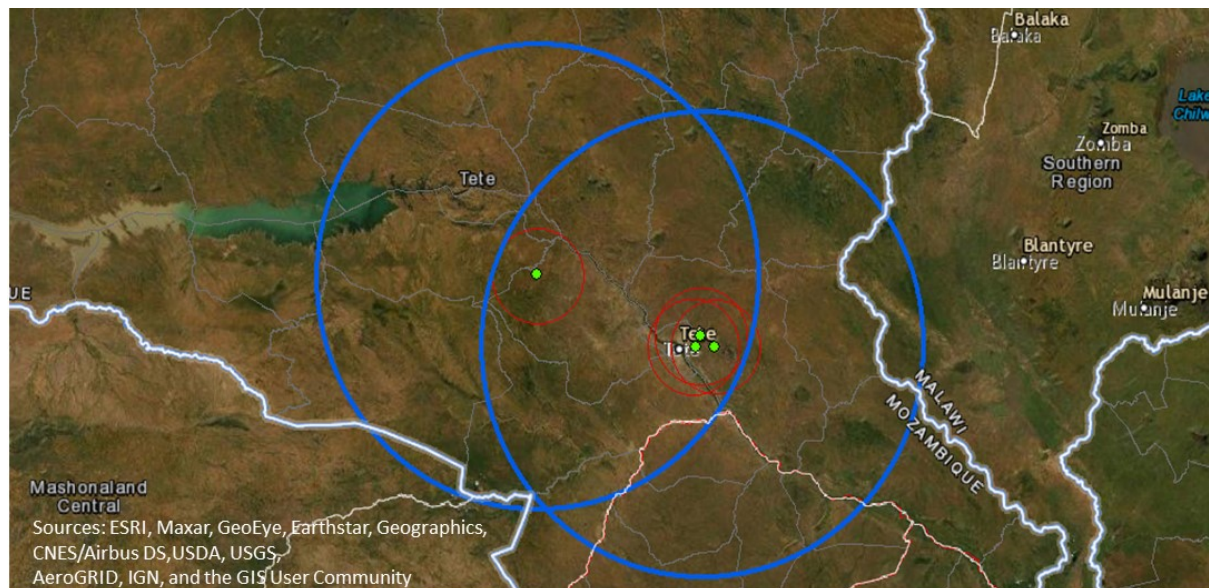 Balaka
Balaka
Lake
Chilw
Zomba
Zomba
Southern
Region
Tete
Blantyre
Blantyre
UE
Mulanje
Mulanje
Tete
Tete
MALAWI
MOZAMBIQUE
Mashonaland
Central
Sources: ESRI, Maxar, GeoEye, Earthstar, Geographics,
CNES/Airbus DS,USDA, USGS,
AeroGRID, IGN, and the GIS User Community